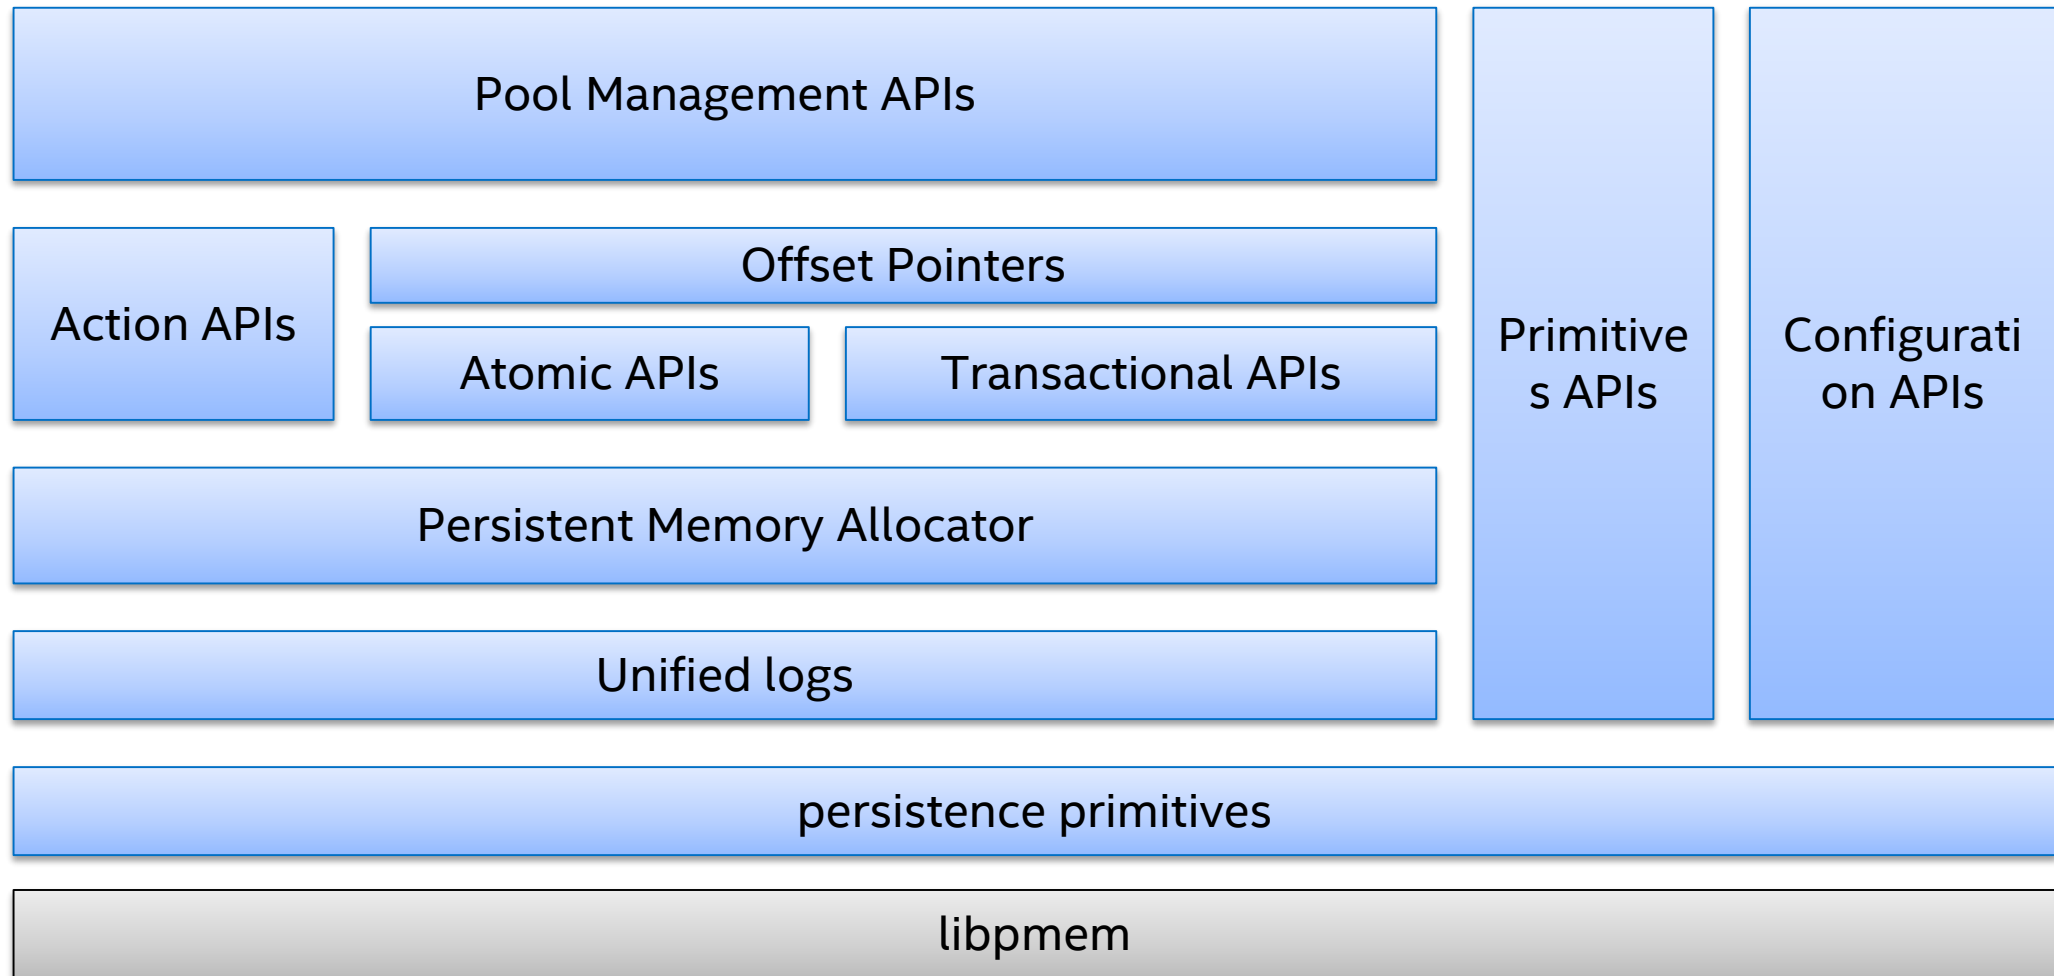 Pool Management APIs
Offset Pointers
Action APIs
Atomic APIs
Transactional APIs
Primitive
s APIs
Configurati
on APIs
Persistent Memory Allocator
Unified logs
persistence primitives
libpmem